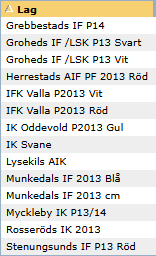 Lag
Grebbestads IF P14
Groheds IF /LSK P13 Svart
Groheds IF /LSK P13 Vit
Herrestads AIF PF 2013 Röd
IFK Valla P2013 Vit
IFK Valla P2013 Röd
IK Oddevold P2013 Gul
IK Svane
Lysekils AIK
Munkedals IF 2013 Blå
Munkedals IF 2013 cm
Myckleby IK P13/14
Rosseröds IK 2013
Stenungsunds IF P13 Röd